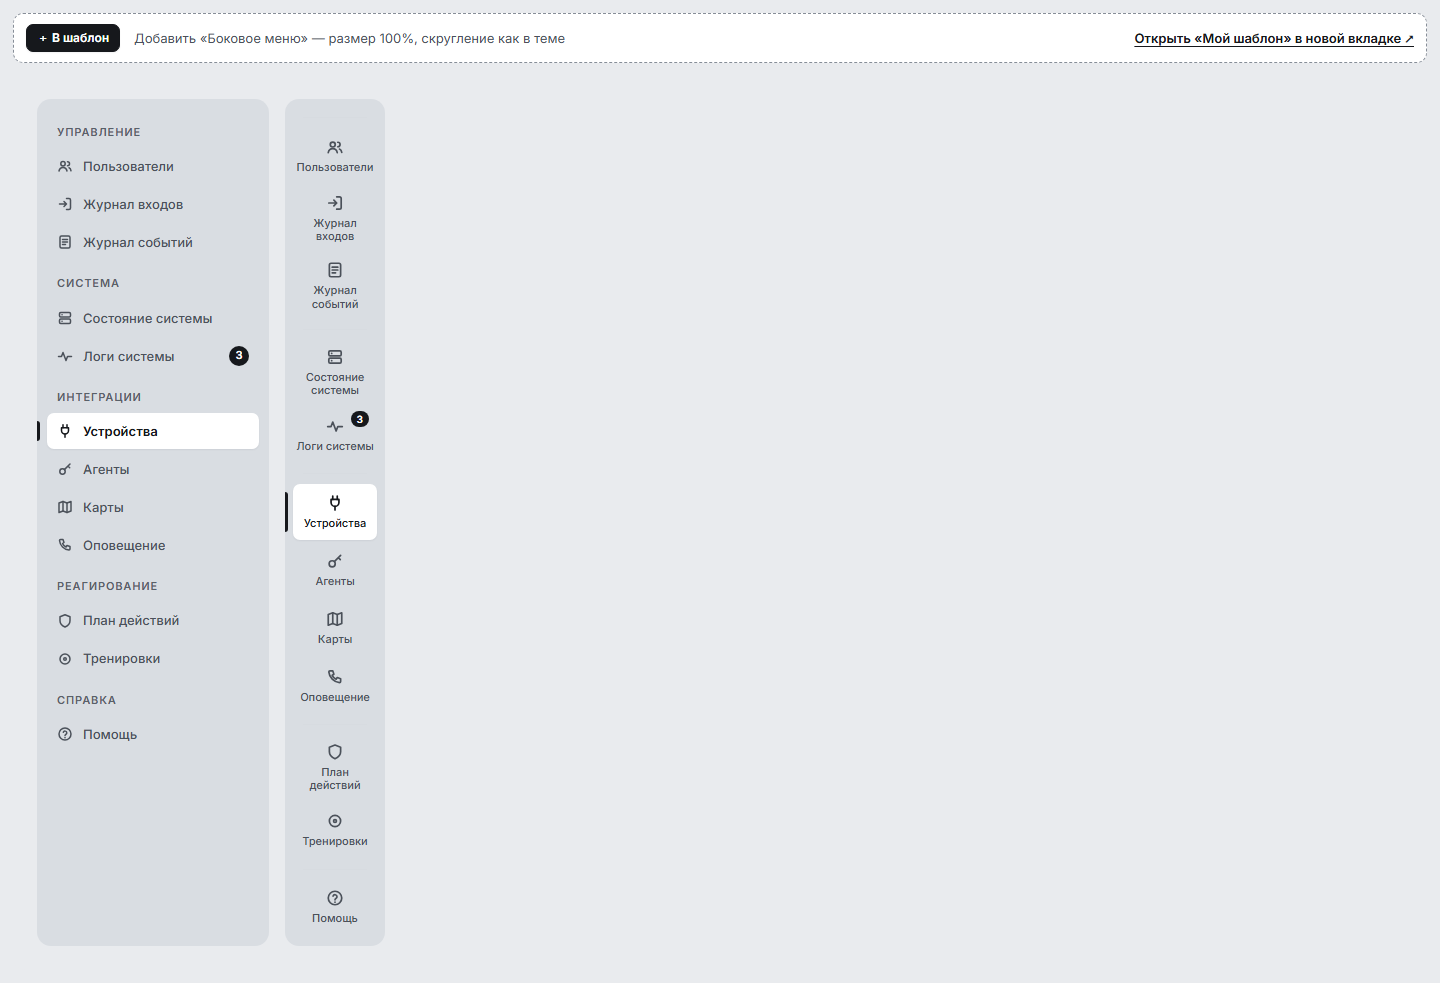 + В шаблон
Добавить «Боковое меню» — размер 100%, скругление как в теме
Открыть «Мой шаблон» в новой вкладке ↗
УПРАВЛЕНИЕ
Пользователи
Журнал входов
Журнал событий
СИСТЕМА
Состояние системы
Логи системы 3
ИНТЕГРАЦИИ
Устройства
Агенты
Карты
Оповещение
РЕАГИРОВАНИЕ
План действий
Тренировки
СПРАВКА
Помощь
Пользователи
Журнал
входов
Журнал
событий
Состояние
системы
3
Логи системы
Устройства
Агенты
Карты
Оповещение
План
действий
Тренировки
Помощь